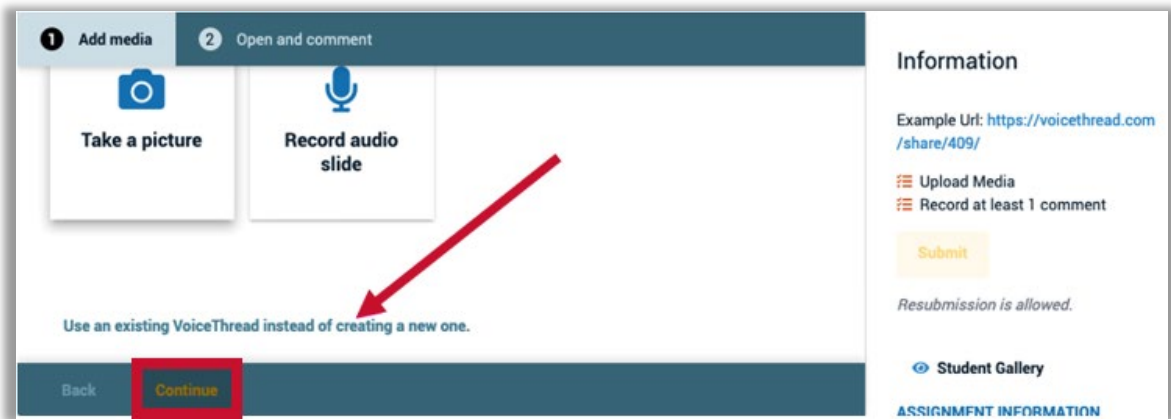 1 Add media
2 Open and comment
Take a picture
Record audio
slide
Use an existing VoiceThread instead of creating a new one.
Back
Continue
Information
Example Url: https://voicethread.com
/share/409/
Upload Media
Record at least 1 comment
Submit
Resubmission is allowed.
Student Gallery
ASSIGNMENT INFORMATION